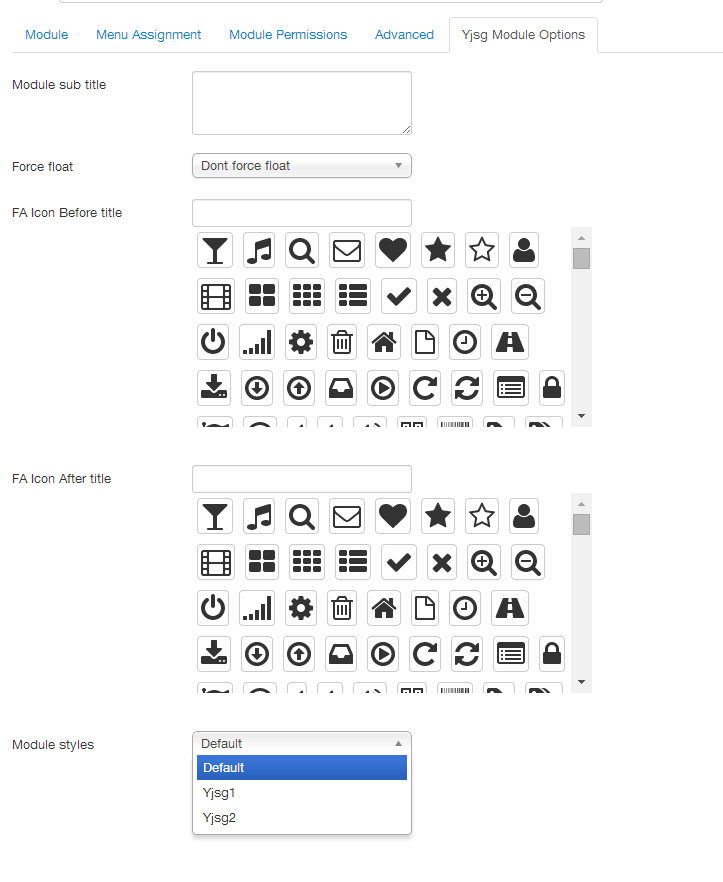 Module Menu Assignment Module Permissions Advanced Yjsg Module Options
Module sub title
Force float Dont force float
FA Icon Before title
FA Icon After title
Module styles Default
Default
Yjsg1
Yjsg2